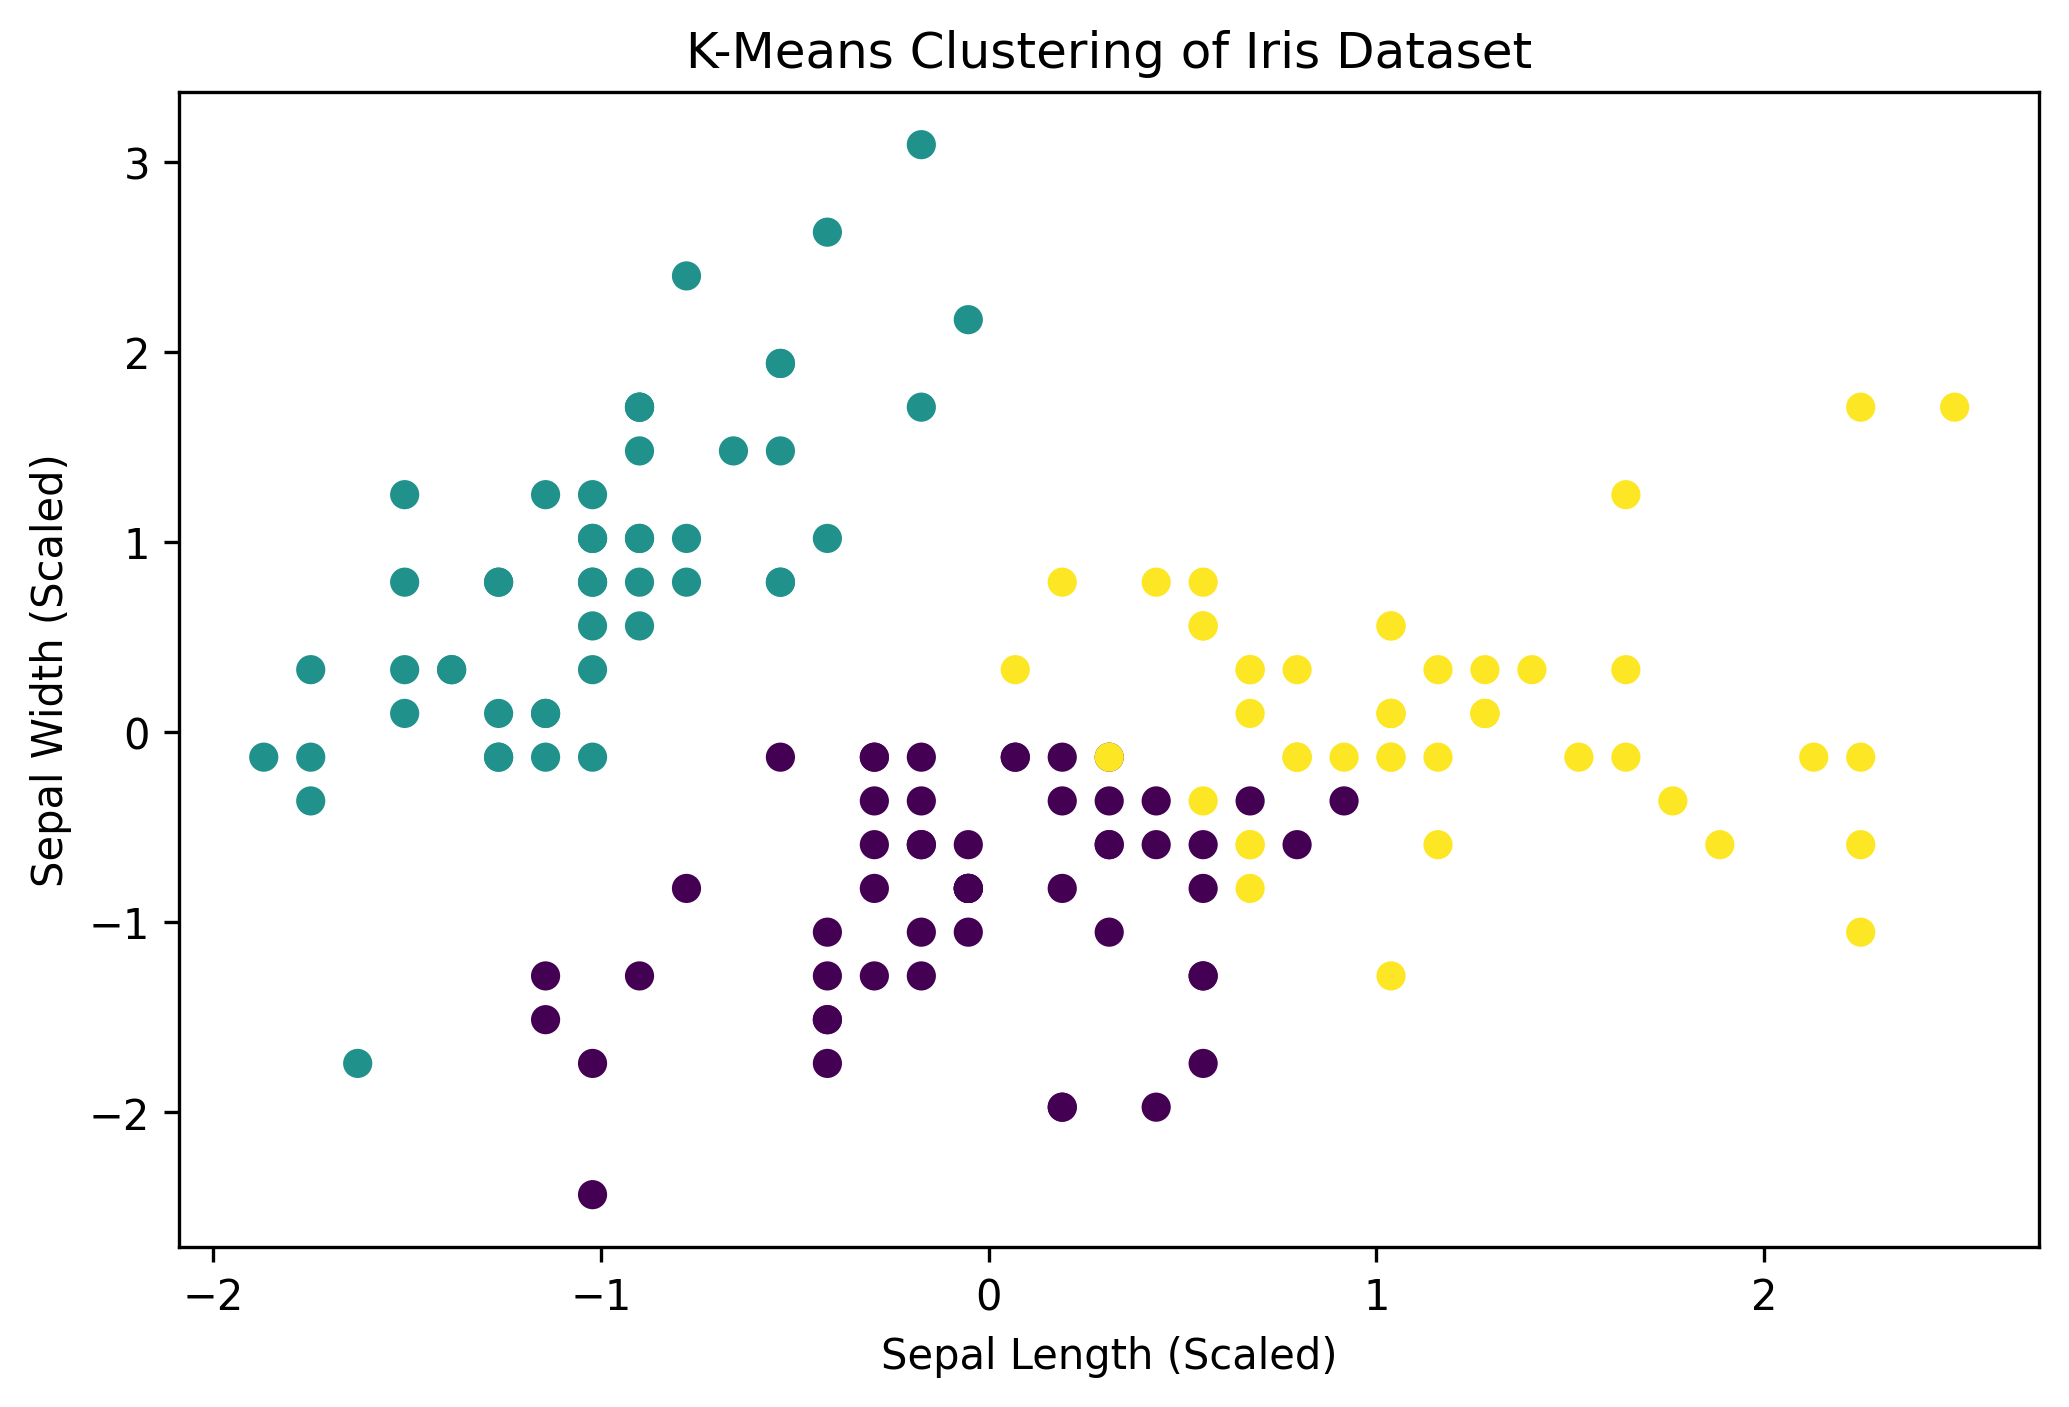 K-Means Clustering of Iris Dataset
Sepal Width (Scaled)
3
2
1
0
−1
−2
−2 −1 0 1 2
Sepal Length (Scaled)